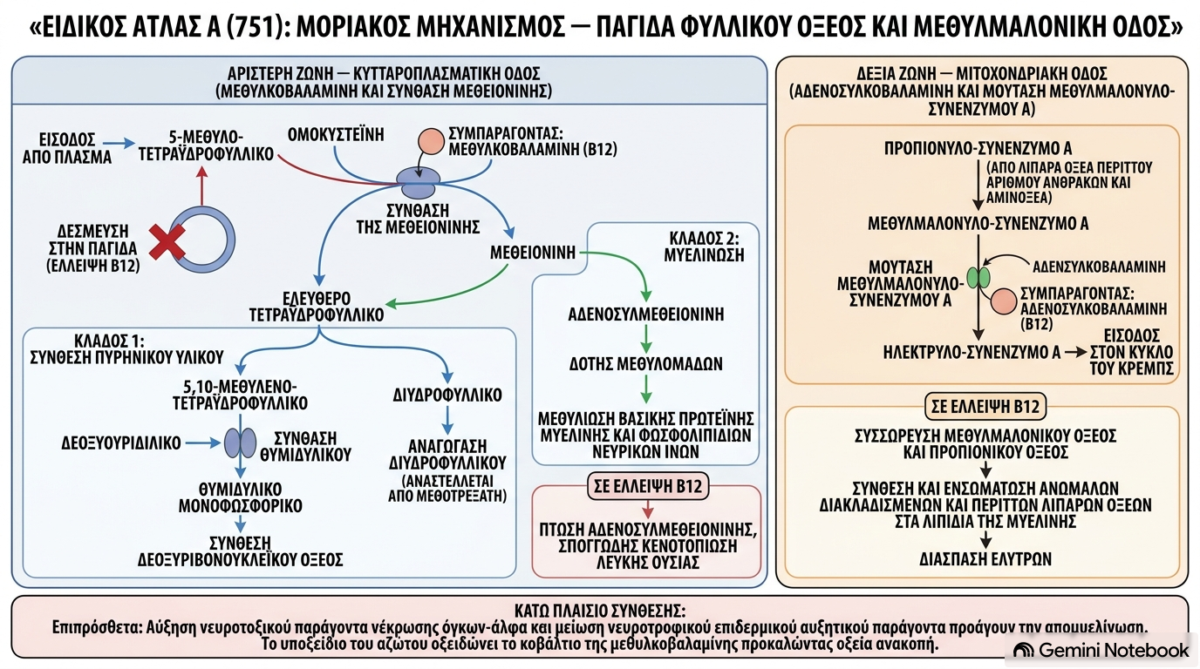 «ΕΙΔΙΚΟΣ ΑΤΛΑΣ Α (751): ΜΟΡΙΑΚΟΣ ΜΗΧΑΝΙΣΜΟΣ — ΠΑΓΙΔΑ ΦΥΛΛΙΚΟΥ ΟΞΕΟΣ ΚΑΙ ΜΕΘΥΛΜΑΛΟΝΙΚΗ ΟΔΟΣ»
ΑΡΙΣΤΕΡΗ ΖΩΝΗ — ΚΥΤΤΑΡΟΠΛΑΣΜΑΤΙΚΗ ΟΔΟΣ
(ΜΕΘΥΛΚΟΒΑΛΑΜΙΝΗ ΚΑΙ ΣΥΝΘΑΣΗ ΜΕΘΕΙΟΝΙΝΗΣ)
ΕΙΣΟΔΟΣ
ΑΠΟ ΠΛΑΣΜΑ
5-ΜΕΘΥΛΟ-
ΤΕΤΡΑΫΔΡΟΦΥΛΛΙΚΟ
ΟΜΟΚΥΣΤΕΪΝΗ
ΣΥΜΠΑΡΑΓΟΝΤΑΣ:
ΜΕΘΥΛΚΟΒΑΛΑΜΙΝΗ (Β12)
ΣΥΝΘΑΣΗ
ΤΗΣ ΜΕΘΕΙΟΝΙΝΗΣ
ΔΕΣΜΕΥΣΗ
ΣΤΗΝ ΠΑΓΙΔΑ
(ΕΛΛΕΙΨΗ Β12)
ΜΕΘΕΙΟΝΙΝΗ
ΕΛΕΥΘΕΡΟ
ΤΕΤΡΑΫΔΡΟΦΥΛΛΙΚΟ
ΚΛΑΔΟΣ 1:
ΣΥΝΘΕΣΗ ΠΥΡΗΝΙΚΟΥ ΥΛΙΚΟΥ
5,10-ΜΕΘΥΛΕΝΟ-
ΤΕΤΡΑΫΔΡΟΦΥΛΛΙΚΟ
ΔΕΟΞΥΟΥΡΙΔΙΛΙΚΟ
ΣΥΝΘΑΣΗ
ΘΥΜΙΔΥΛΙΚΟΥ
ΘΥΜΙΔΥΛΙΚΟ
ΜΟΝΟΦΩΣΦΟΡΙΚΟ
ΣΥΝΘΕΣΗ
ΔΕΟΞΥΡΙΒΟΝΟΥΚΛΕΪΚΟΥ ΟΞΕΟΣ
ΔΙΥΔΡΟΦΥΛΛΙΚΟ
ΑΝΑΓΩΓΑΣΗ
ΔΙΥΔΡΟΦΥΛΛΙΚΟΥ
(ΑΝΑΣΤΕΛΛΕΤΑΙ
ΑΠΟ ΜΕΘΟΤΡΕΞΑΤΗ)
ΚΛΑΔΟΣ 2:
ΜΥΕΛΙΝΩΣΗ
ΑΔΕΝΟΣΥΛΜΕΘΕΙΟΝΙΝΗ
ΔΟΤΗΣ ΜΕΘΥΛΟΜΑΔΩΝ
ΜΕΘΥΛΙΩΣΗ ΒΑΣΙΚΗΣ ΠΡΩΤΕΪΝΗΣ
ΜΥΕΛΙΝΗΣ ΚΑΙ ΦΩΣΦΟΛΙΠΙΔΙΩΝ
ΝΕΥΡΙΚΩΝ ΙΝΩΝ
ΣΕ ΕΛΛΕΙΨΗ Β12
ΠΤΩΣΗ ΑΔΕΝΟΣΥΛΜΕΘΕΙΟΝΙΝΗΣ,
ΣΠΟΓΓΩΔΗΣ ΚΕΝΟΤΟΠΙΩΣΗ
ΛΕΥΚΗΣ ΟΥΣΙΑΣ
ΔΕΞΙΑ ΖΩΝΗ — ΜΙΤΟΧΟΝΔΡΙΑΚΗ ΟΔΟΣ
(ΑΔΕΝΟΣΥΛΚΟΒΑΛΑΜΙΝΗ ΚΑΙ ΜΟΥΤΑΣΗ ΜΕΘΥΛΜΑΛΟΝΥΛΟ-
ΣΥΝΕΝΖΥΜΟΥ Α)
ΠΡΟΠΙΟΝΥΛΟ-ΣΥΝΕΝΖΥΜΟ Α
(ΑΠΟ ΛΙΠΑΡΑ ΟΞΕΑ ΠΕΡΙΤΤΟΥ
ΑΡΙΘΜΟΥ ΑΝΘΡΑΚΩΝ ΚΑΙ
ΑΜΙΝΟΞΕΑ)
ΜΕΘΥΛΜΑΛΟΝΥΛΟ-ΣΥΝΕΝΖΥΜΟ Α
ΜΟΥΤΑΣΗ
ΜΕΘΥΛΜΑΛΟΝΥΛΟ-
ΣΥΝΕΝΖΥΜΟΥ Α
ΑΔΕΝΣΥΛΚΟΒΑΛΑΜΙΝΗ
ΣΥΜΠΑΡΑΓΟΝΤΑΣ:
ΑΔΕΝΟΣΥΛΚΟΒΑΛΑΜΙΝΗ
(Β12)
ΗΛΕΚΤΡΥΛΟ-ΣΥΝΕΝΖΥΜΟ Α
ΕΙΣΟΔΟΣ
ΣΤΟΝ ΚΥΚΛΟ
ΤΟΥ ΚΡΕΜΠΣ
ΣΕ ΕΛΛΕΙΨΗ Β12
ΣΥΣΣΩΡΕΥΣΗ ΜΕΘΥΛΜΑΛΟΝΙΚΟΥ ΟΞΕΟΣ
ΚΑΙ ΠΡΟΠΙΟΝΙΚΟΥ ΟΞΕΟΣ
ΣΥΝΘΕΣΗ ΚΑΙ ΕΝΣΩΜΑΤΩΣΗ ΑΝΩΜΑΛΩΝ
ΔΙΑΚΛΑΔΙΣΜΕΝΩΝ ΚΑΙ ΠΕΡΙΤΤΩΝ ΛΙΠΑΡΩΝ ΟΞΕΩΝ
ΣΤΑ ΛΙΠΙΔΙΑ ΤΗΣ ΜΥΕΛΙΝΗΣ
ΔΙΑΣΠΑΣΗ ΕΛΥΤΡΩΝ
ΚΑΤΩ ΠΛΑΙΣΙΟ ΣΥΝΘΕΣΗΣ:
Επιπρόσθετα: Αύξηση νευροτοξικού παράγοντα νέκρωσης όγκων-άλφα και μείωση νευροτροφικού επιδερμικού αυξητικού παράγοντα προάγουν την απομυελίνωση.
Το υποξείδιο του αζώτου οξειδώνει το κοβάλτιο της μεθυλκοβαλαμίνης προκαλώντας οξεία ανακοπή.
Gemini Notebook